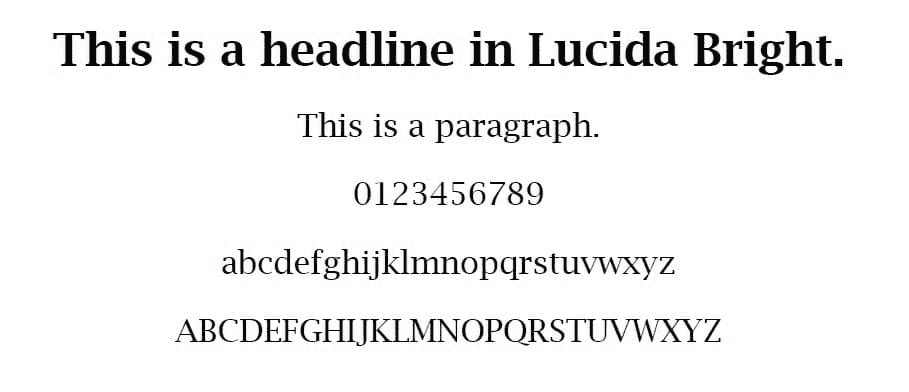 This is a headline in Lucida Bright.
This is a paragraph.
0123456789
abcdefghijklmnopqrstuvwxyz
ABCDEFGHIJKLMNOPQRSTUVWXYZ